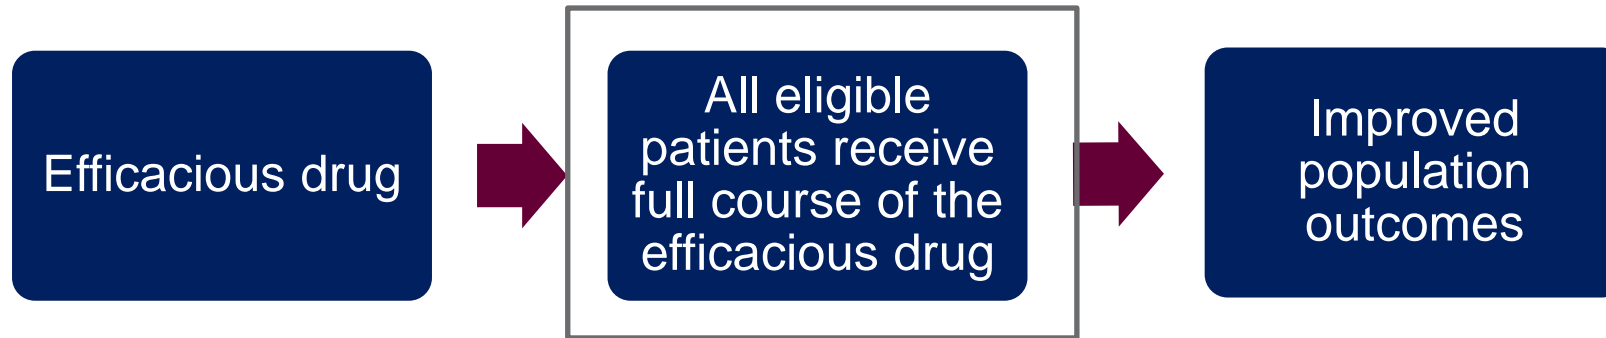 Efficacious drug
All eligible
patients receive
full course of the
efficacious drug
Improved
population
outcomes